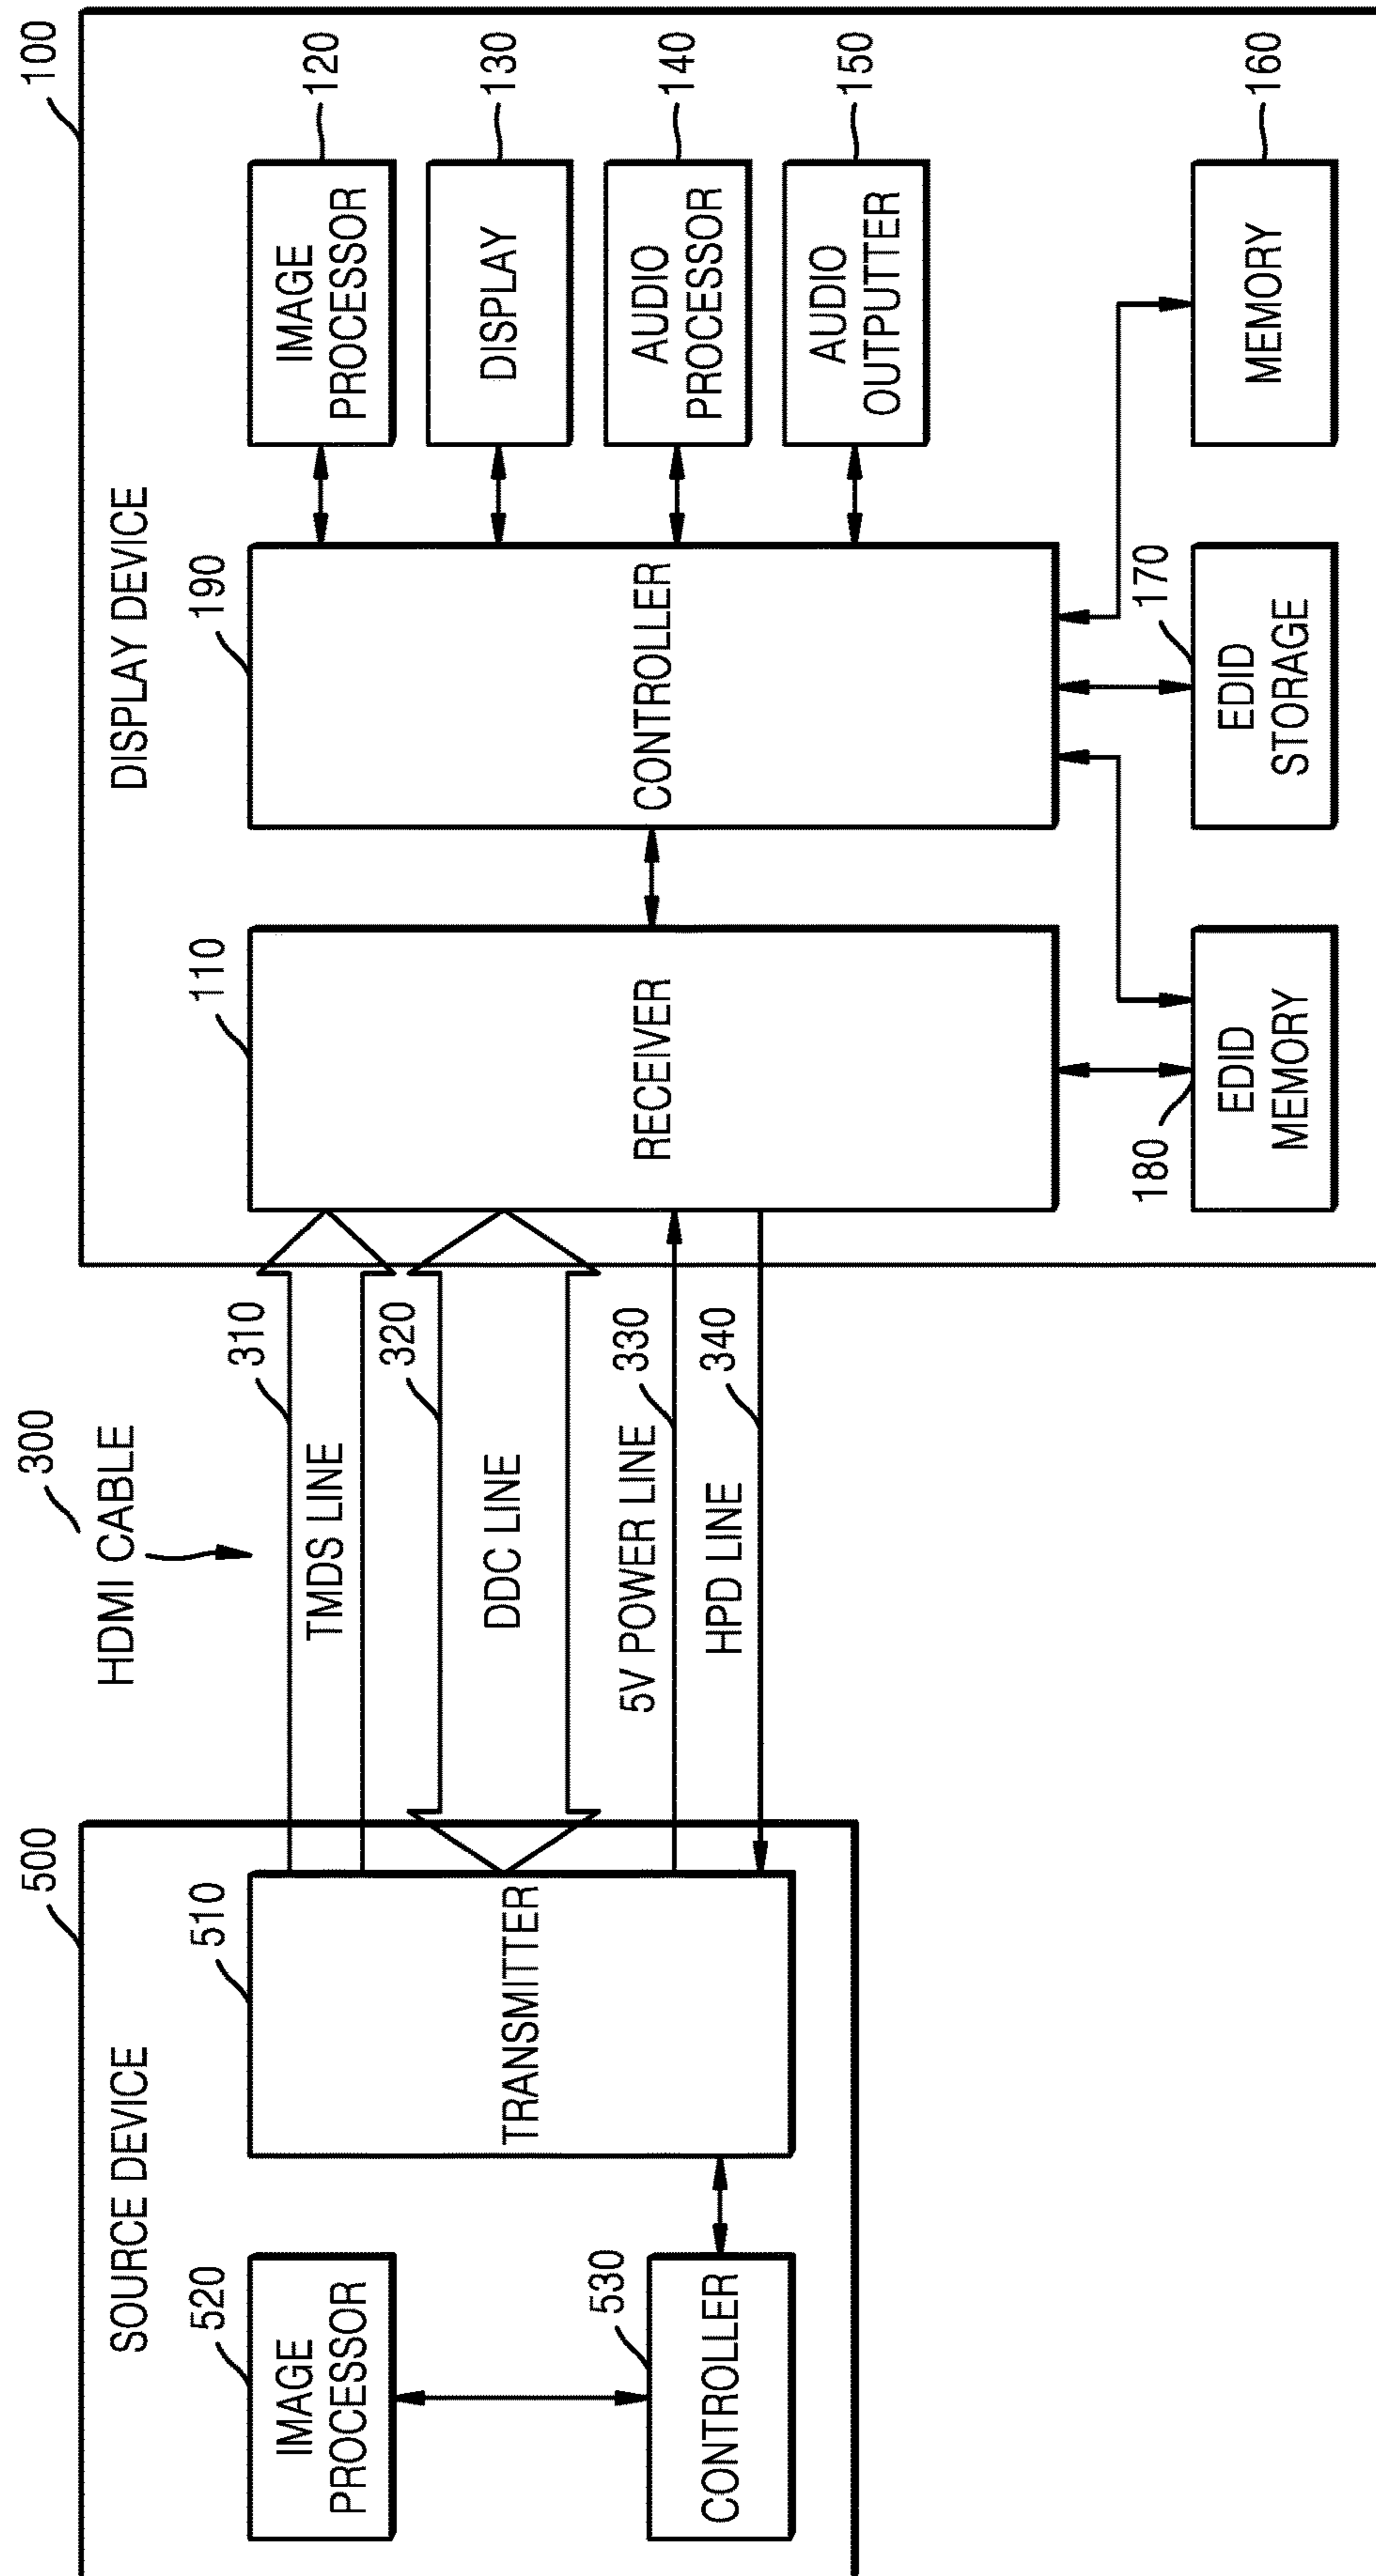 500
SOURCE DEVICE
520
IMAGE
PROCESSOR
530
CONTROLLER
510
TRANSMITTER
300
HDMI CABLE
310
TMDS LINE
320
DDC LINE
330
5V POWER LINE
340
HPD LINE
100
DISPLAY DEVICE
110
RECEIVER
190
CONTROLLER
IMAGE
PROCESSOR
120
DISPLAY
130
AUDIO
PROCESSOR
140
AUDIO
OUTPUTTER
150
180
EDID
MEMORY
170
EDID
STORAGE
MEMORY
160